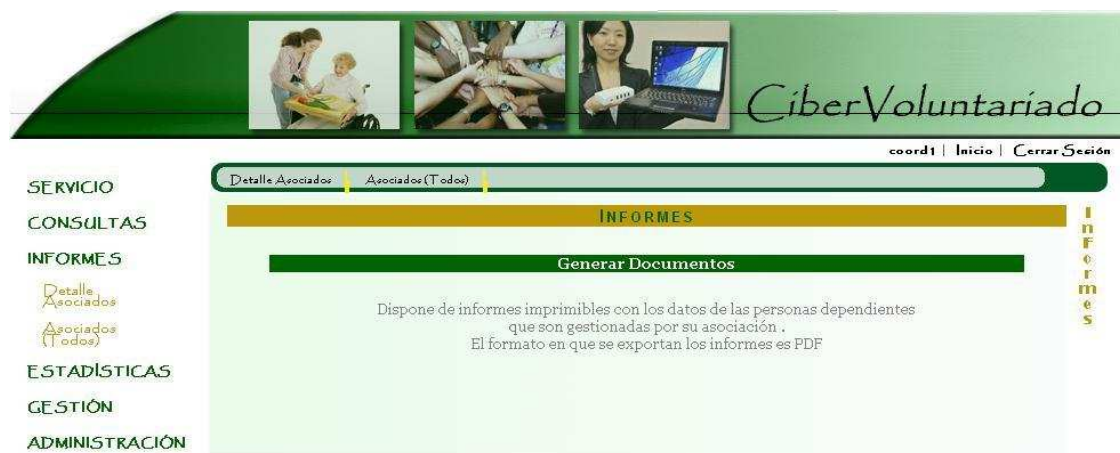 CiberVoluntariado
coord1 | Inicio | Cerrar Sesión
Detalle Asociados Asociados (Todos)
SERVICIO
CONSULTAS
INFORMES
Detalle
Asociados
Asociados
(Todos)
ESTADÍSTICAS
GESTIÓN
ADMINISTRACIÓN
INFORMES
Generar Documentos
Dispone de informes imprimibles con los datos de las personas dependientes
que son gestionadas por su asociación .
El formato en que se exportan los informes es PDF
Informes